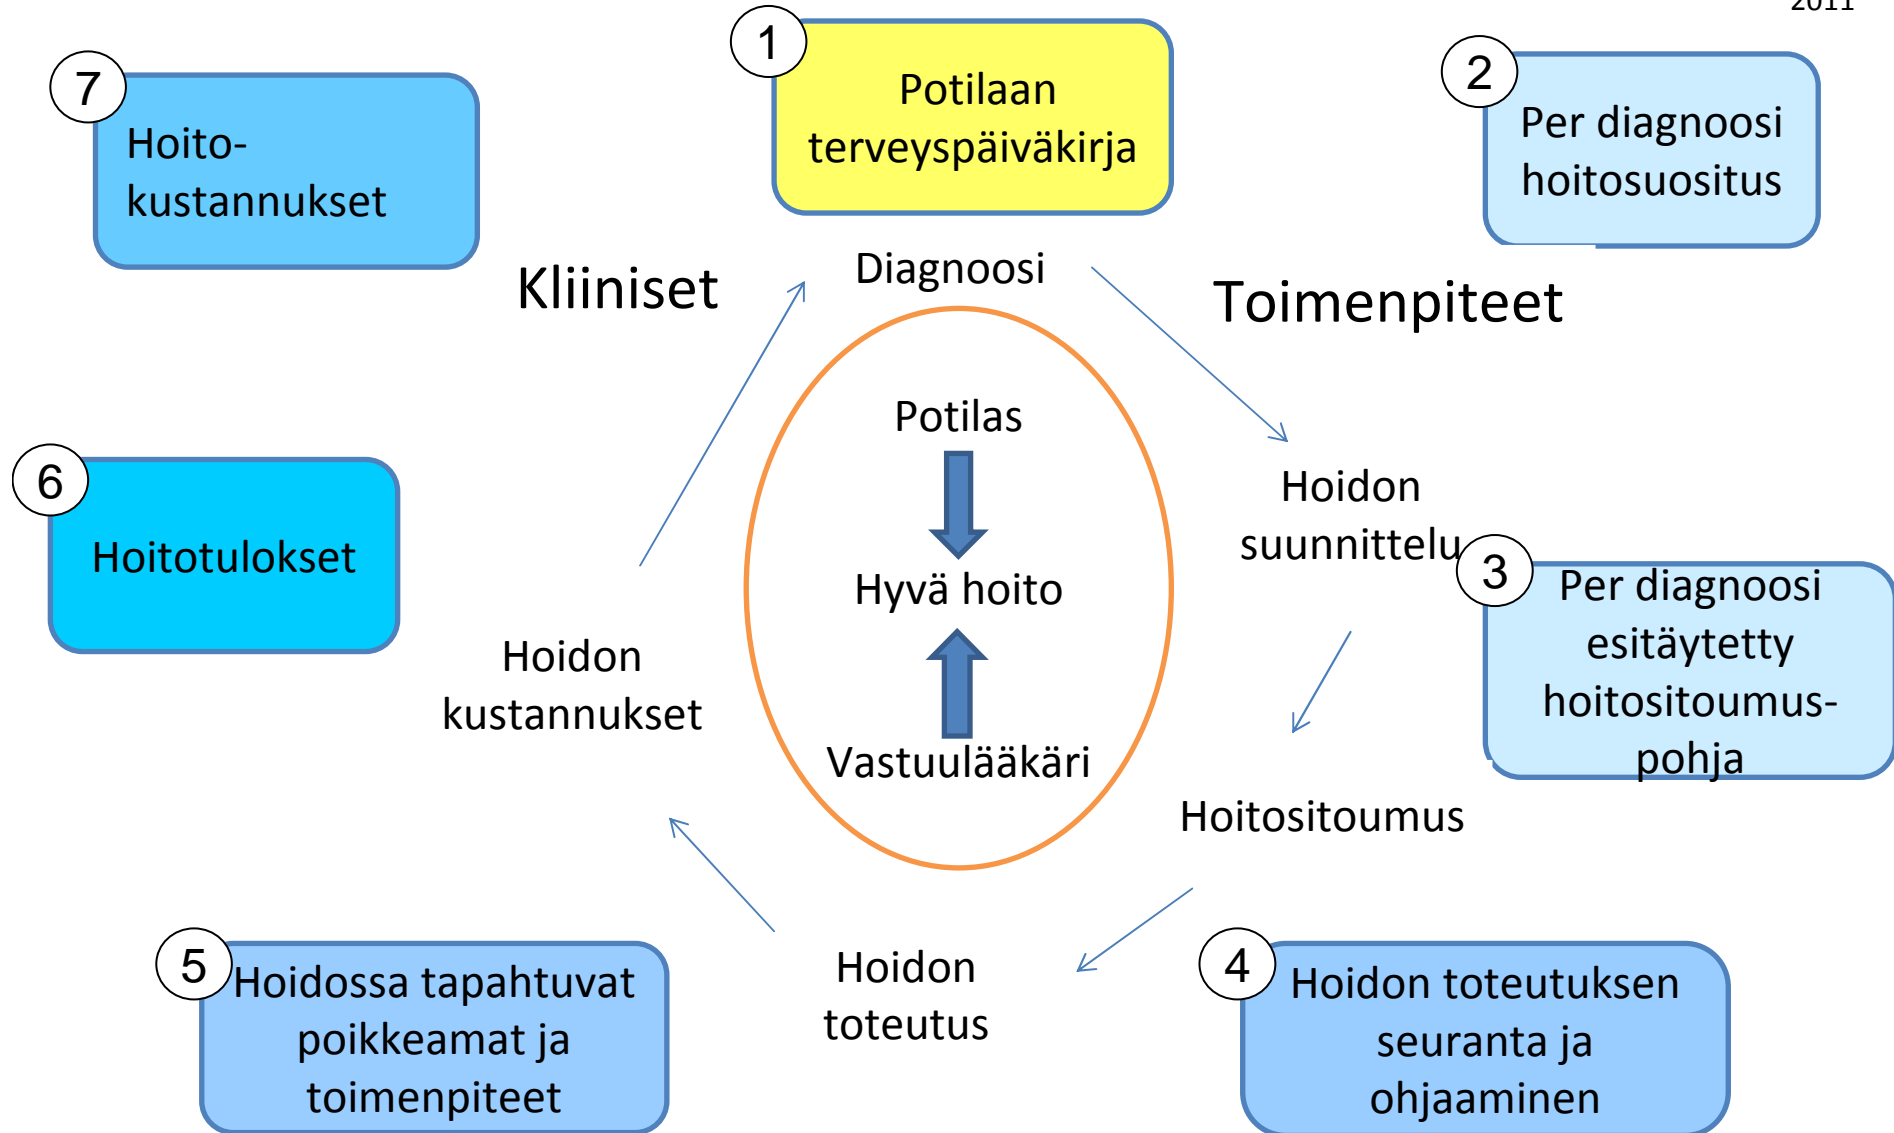 2011
1
Potilaan
terveyspäiväkirja
2
Per diagnoosi
hoitosuositus
7
Hoito-
kustannukset
Kliiniset
Diagnoosi
Toimenpiteet
Potilas
Hyvä hoito
Vastuulääkäri
Hoidon
suunnittelu
3
Per diagnoosi
esitäytetty
hoitositoumus-
pohja
6
Hoitotulokset
Hoidon
kustannukset
Hoitositoumus
5
Hoidossa tapahtuvat
poikkeamat ja
toimenpiteet
Hoidon
toteutus
4
Hoidon toteutuksen
seuranta ja
ohjaaminen